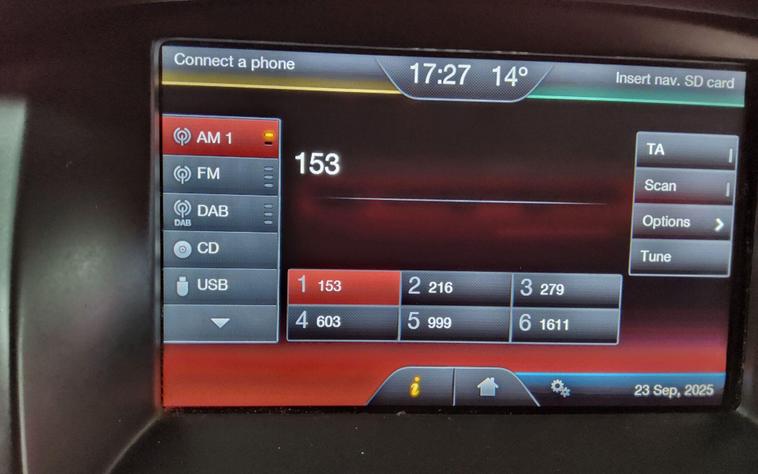 Connect a phone
17:27 14°
Insert nav. SD card
AM 1
FM
DAB
DAB
CD
USB
153
TA
Scan
Options
Tune
1 153
2 216
3 279
4 603
5 999
6 1611
i
23 Sep, 2025